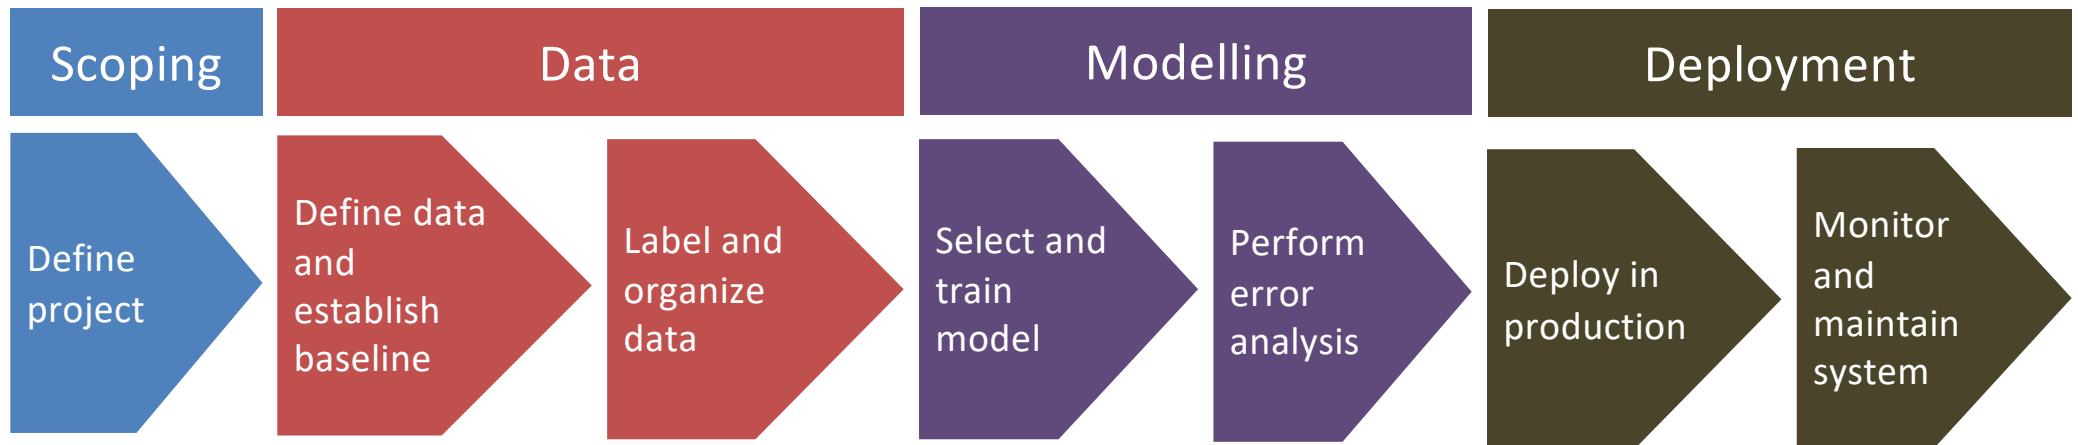 Scoping
Data
Modelling
Deployment
Define
project
Define data
and
establish
baseline
Label and
organize
data
Select and
train
model
Perform
error
analysis
Deploy in
production
Monitor
and
maintain
system